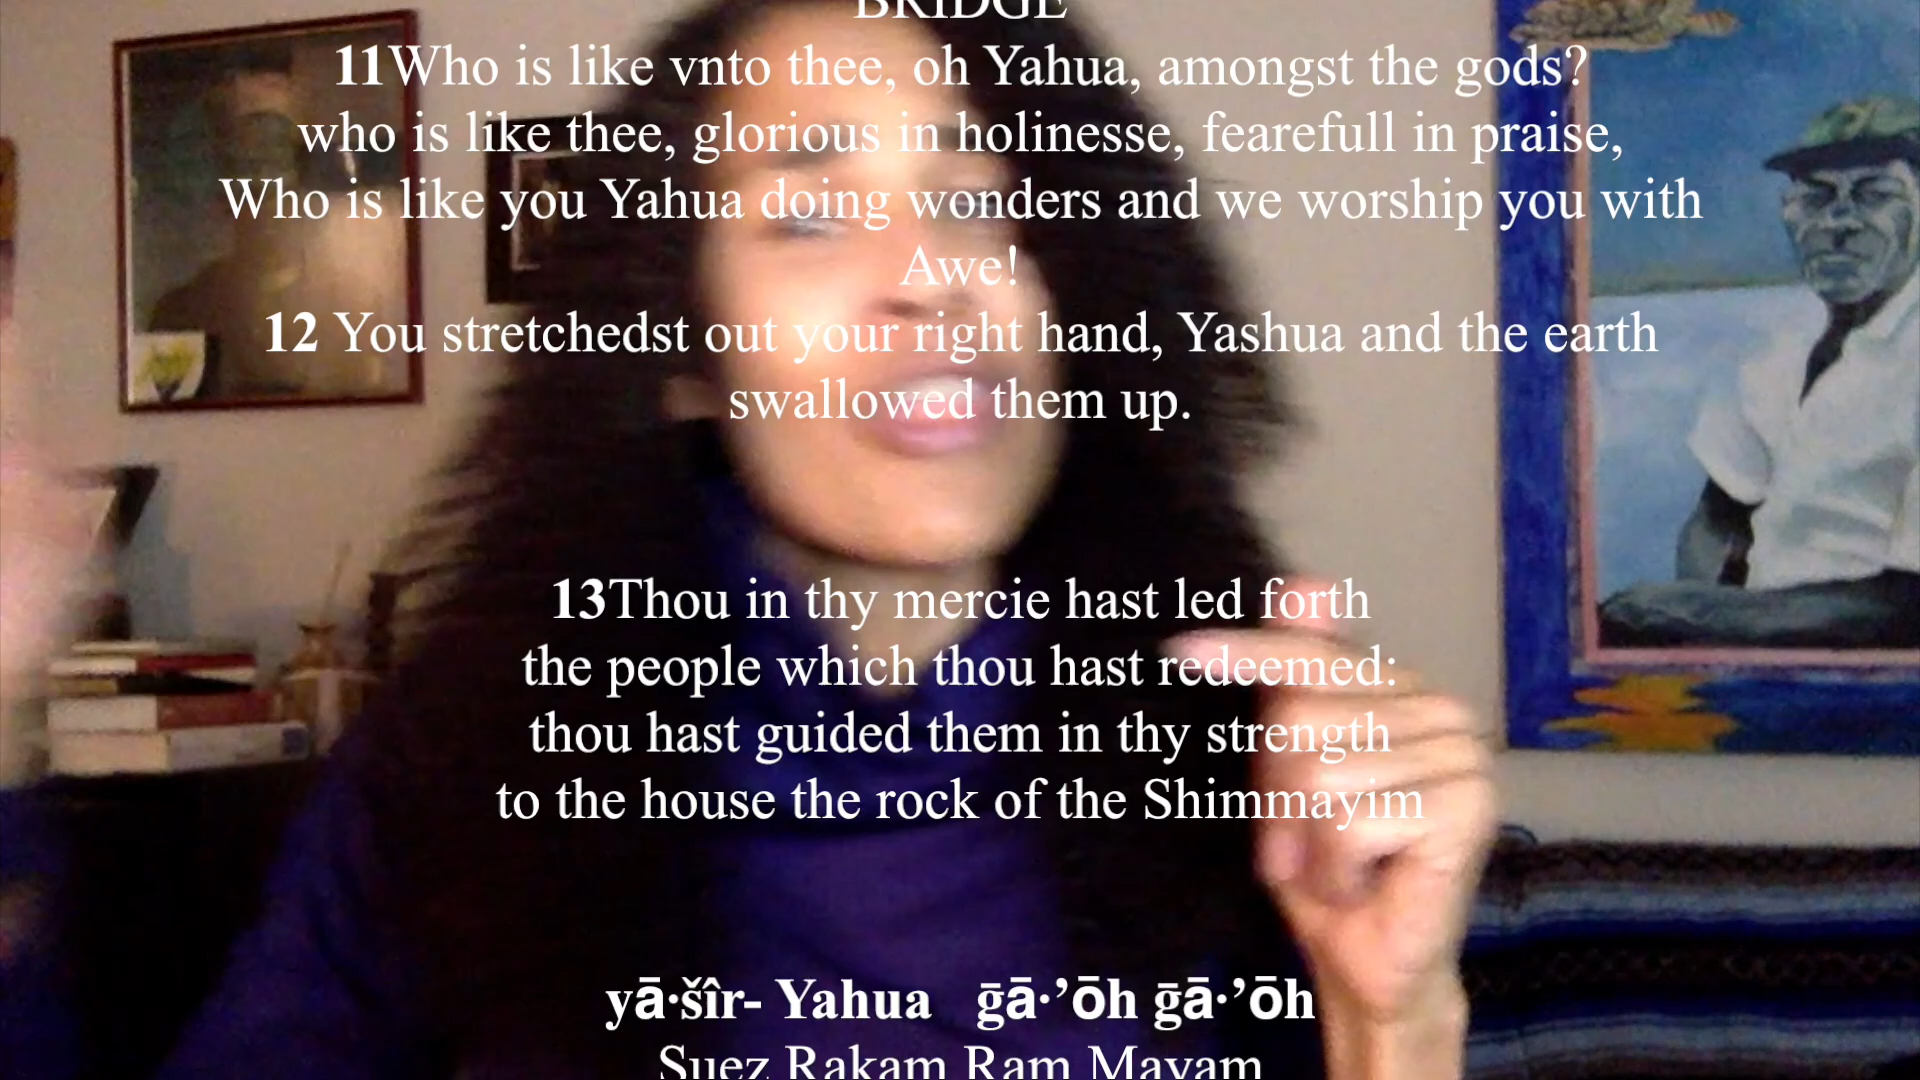 BRIDGE
11Who is like vnto thee, oh Yahua, amongst the gods?
who is like thee, glorious in holinesse, fearefull in praise,
Who is like you Yahua doing wonders and we worship you with
Awe!
12 You stretchedst out your right hand, Yashua and the earth
swallowed them up.
13Thou in thy mercie hast led forth
the people which thou hast redeemed:
thou hast guided them in thy strength
to the house the rock of the Shimmayim
yā·šîr- Yahua ḡā·’ōh ḡā·’ōh
Suez Rakam Ram Mayam